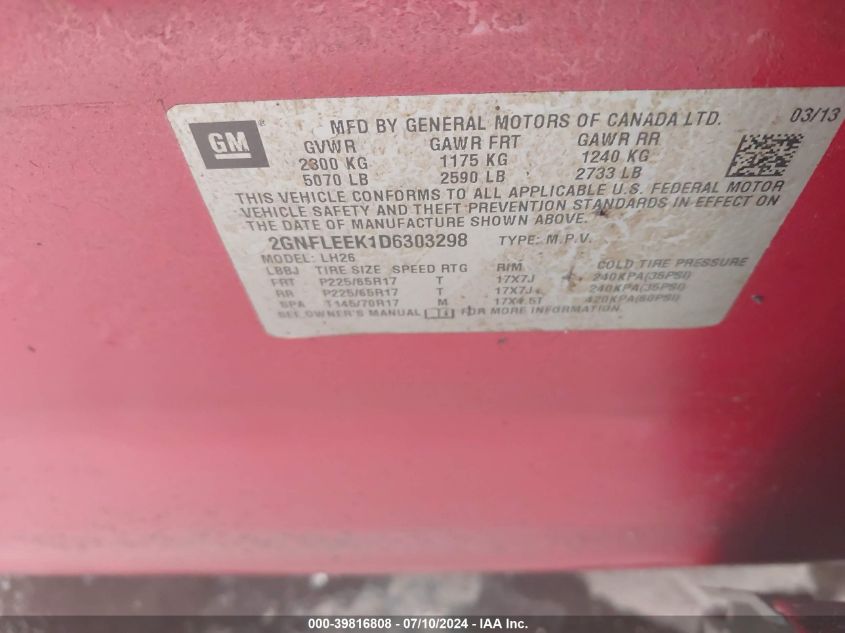 GM
MFD BY GENERAL MOTORS OF CANADA LTD. 03/13
GVWR GAWR FRT GAWR RR
2300 KG 1175 KG 1240 KG
5070 LB 2590 LB 2733 LB
THIS VEHICLE CONFORMS TO ALL APPLICABLE U.S. FEDERAL MOTOR
VEHICLE SAFETY AND THEFT PREVENTION STANDARDS IN EFFECT ON
THE DATE OF MANUFACTURE SHOWN ABOVE.
2GNFLEEK1D6303298 TYPE: M.P.V.
MODEL: LH26
LBBJ TIRE SIZE SPEED RTG RIM COLD TIRE PRESSURE
FRT P225/65R17 T 17X7J 240KPA(35PSI)
RR P225/65R17 T 17X7J 240KPA(35PSI)
SPA T145/70R17 M 17X4.5T 420KPA(60PSI)
SEE OWNER'S MANUAL FOR MORE INFORMATION.
000-39816808 - 07/10/2024 - IAA Inc.